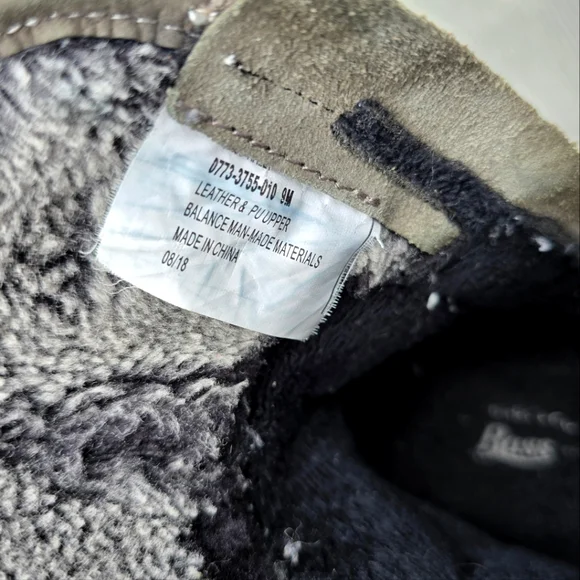 0773-3755-010 9M
LEATHER & PU UPPER
BALANCE MAN-MADE MATERIALS
MADE IN CHINA
08/18
Bass